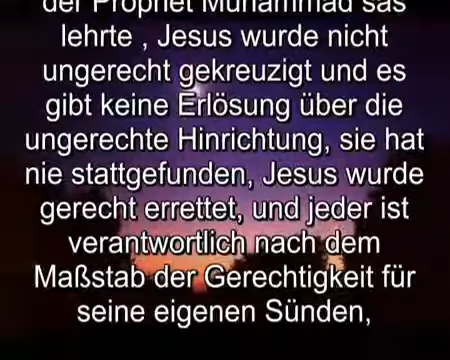 der Prophet Muhammad sas
lehrte , Jesus wurde nicht
ungerecht gekreuzigt und es
gibt keine Erlösung über die
ungerechte Hinrichtung, sie hat
nie stattgefunden, Jesus wurde
gerecht errettet, und jeder ist
verantwortlich nach dem
Maßstab der Gerechtigkeit für
seine eigenen Sünden,